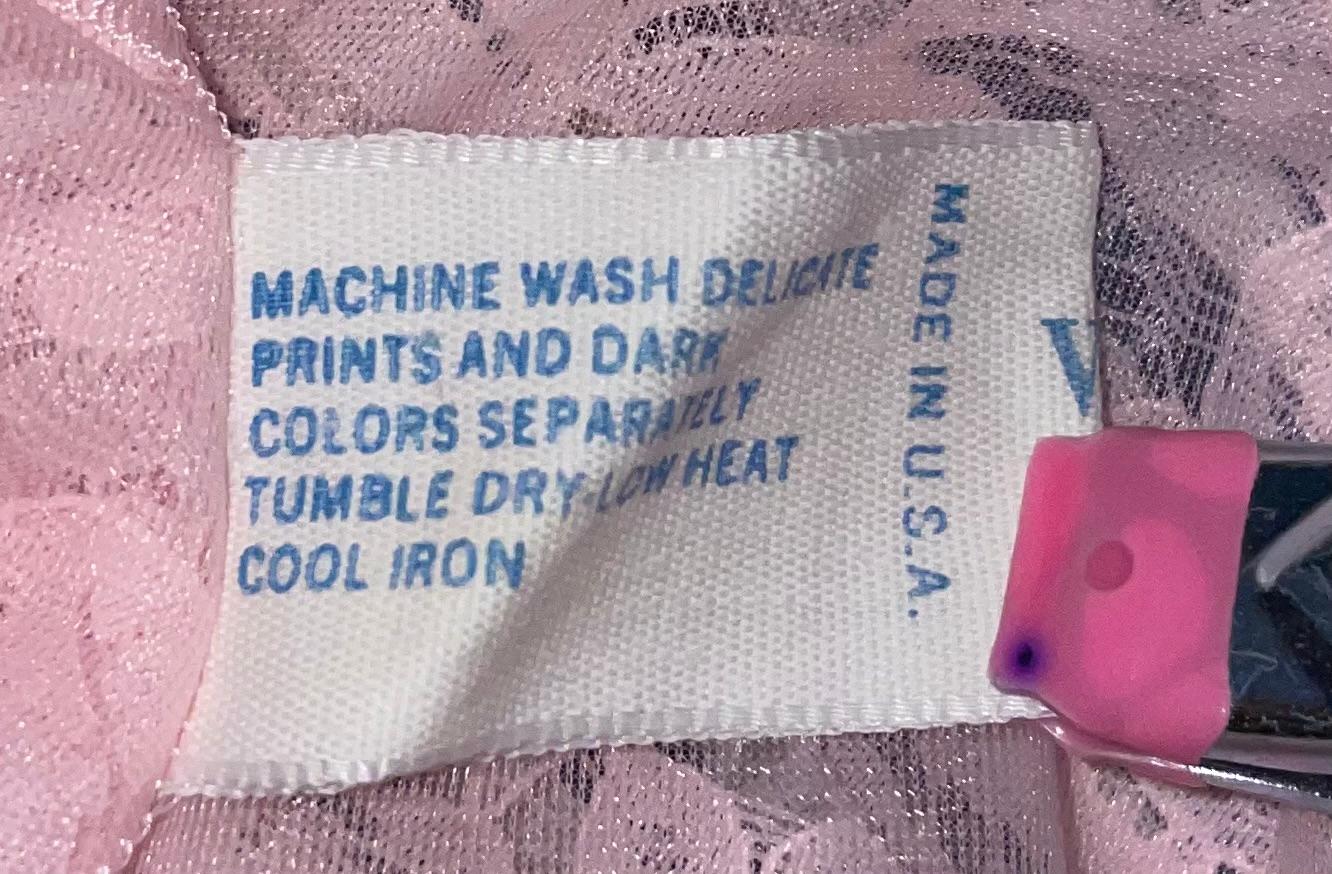 MACHINE WASH DELICATE
PRINTS AND DARK
COLORS SEPARATELY
TUMBLE DRY-LOW HEAT
COOL IRON
MADE IN U.S.A.
V